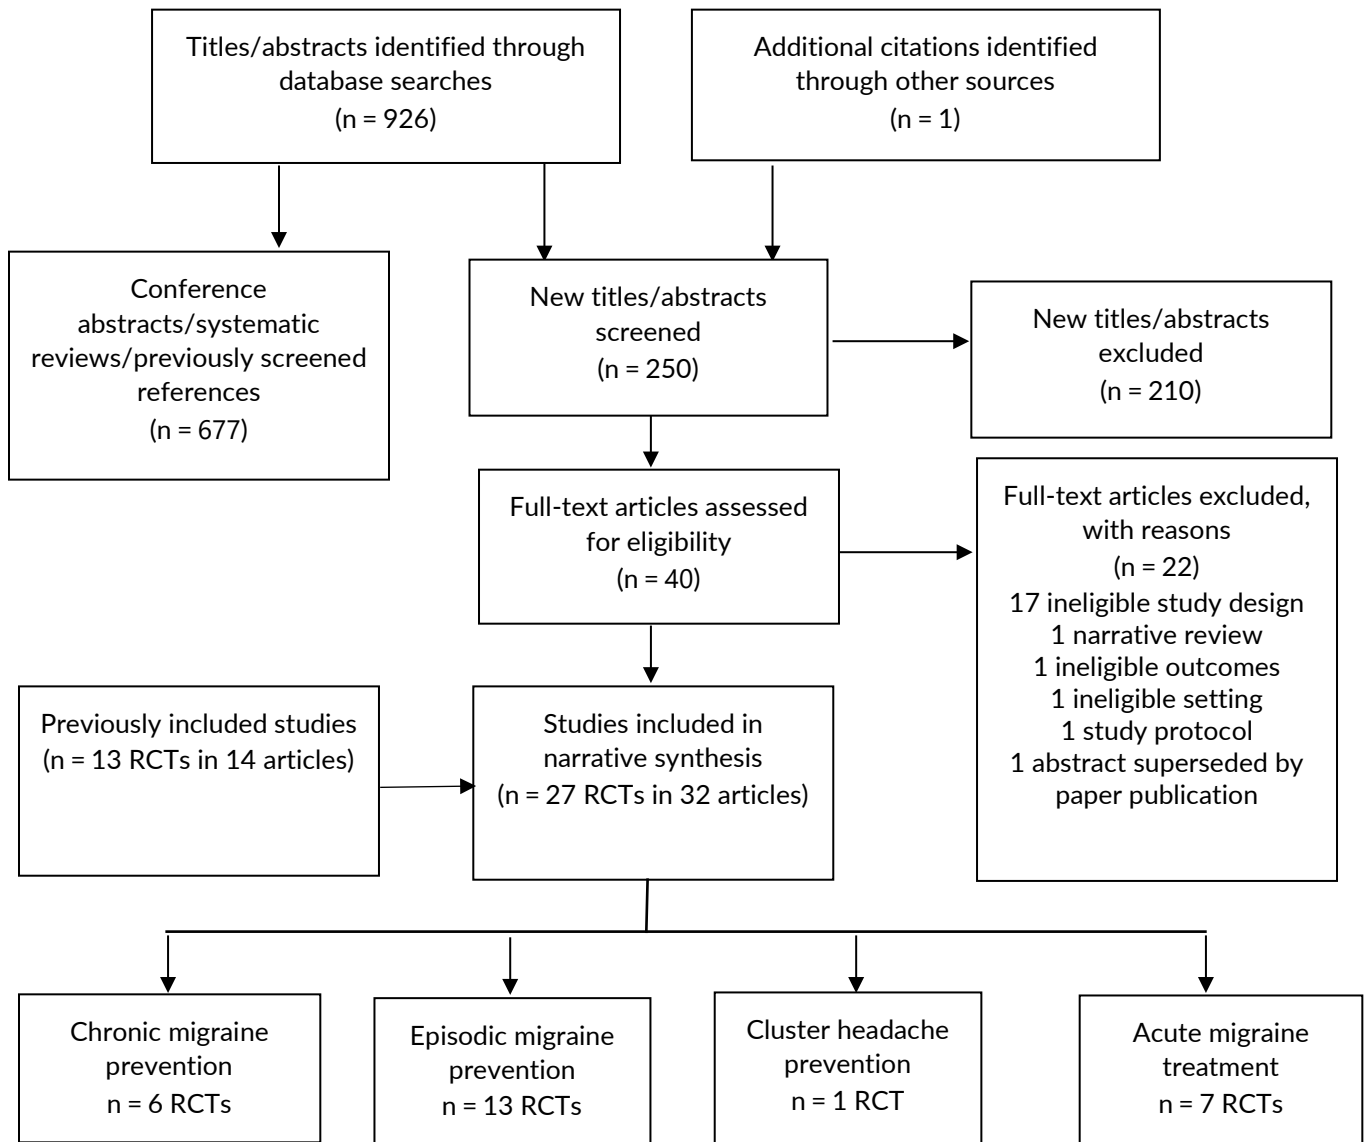 Titles/abstracts identified through
database searches
(n = 926)
Additional citations identified
through other sources
(n = 1)
Conference
abstracts/systematic
reviews/previously screened
references
(n = 677)
New titles/abstracts
screened
(n = 250)
New titles/abstracts
excluded
(n = 210)
Full-text articles assessed
for eligibility
(n = 40)
Full-text articles excluded,
with reasons
(n = 22)
17 ineligible study design
1 narrative review
1 ineligible outcomes
1 ineligible setting
1 study protocol
1 abstract superseded by
paper publication
Previously included studies
(n = 13 RCTs in 14 articles)
Studies included in
narrative synthesis
(n = 27 RCTs in 32 articles)
Chronic migraine
prevention
n = 6 RCTs
Episodic migraine
prevention
n = 13 RCTs
Cluster headache
prevention
n = 1 RCT
Acute migraine
treatment
n = 7 RCTs